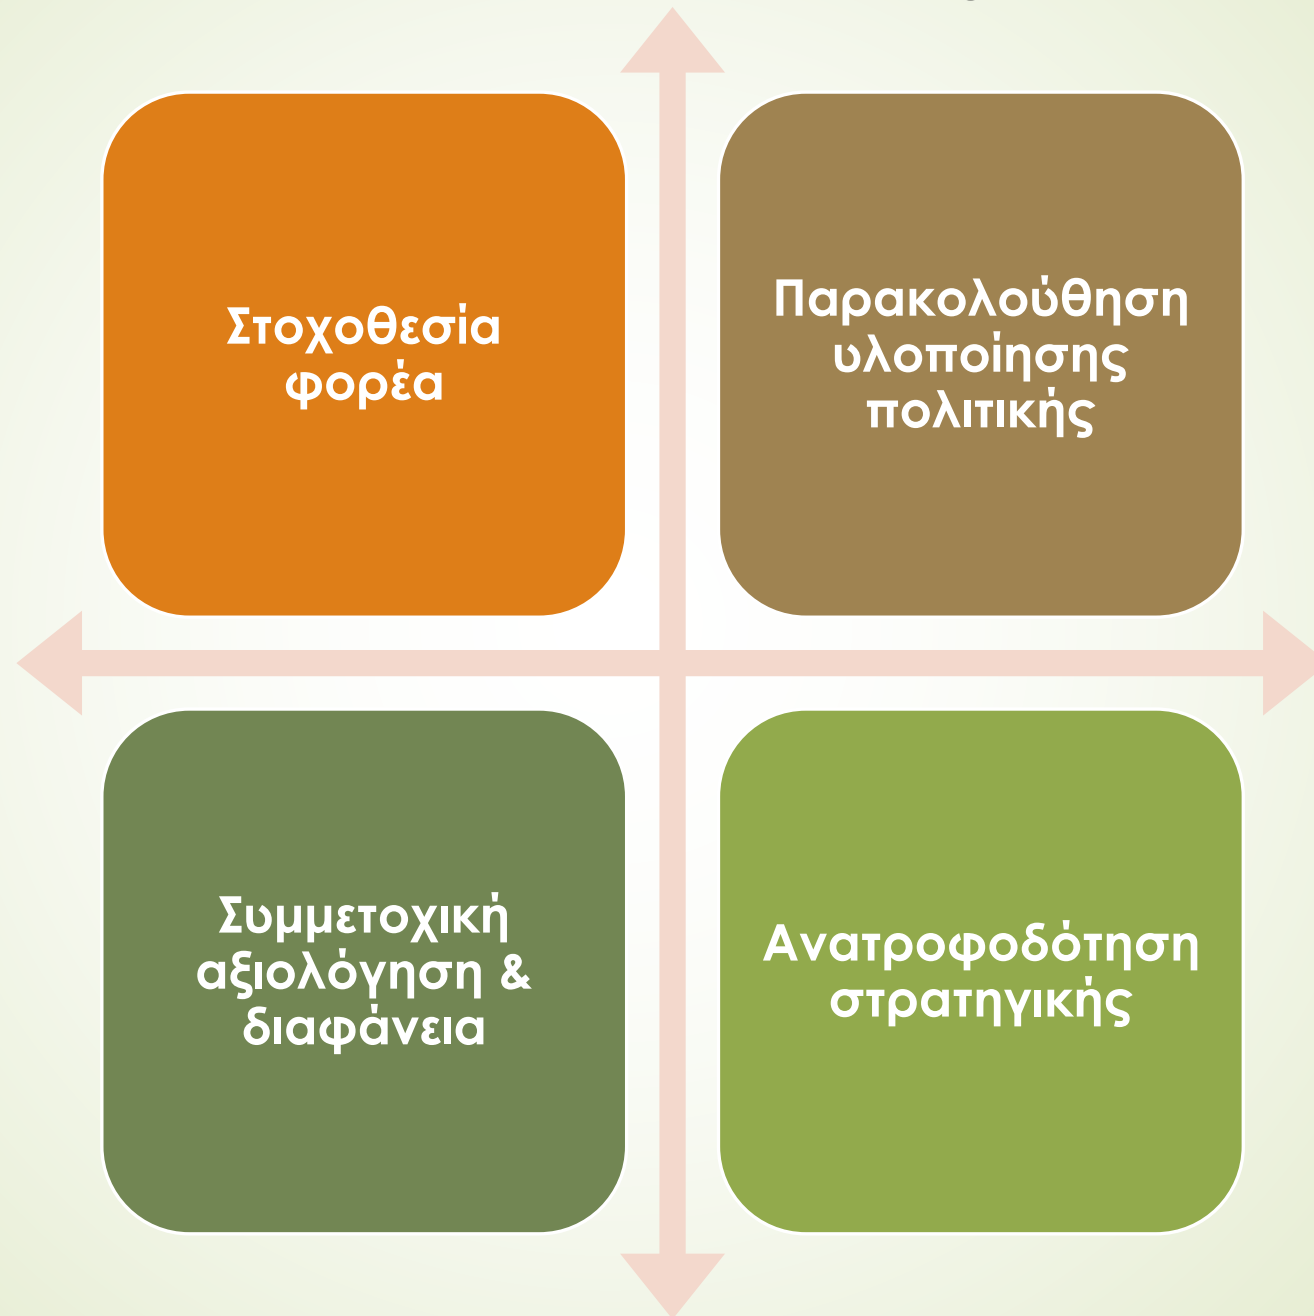 Στοχοθεσία
φορέα
Παρακολούθηση
υλοποίησης
πολιτικής
Συμμετοχική
αξιολόγηση &
διαφάνεια
Ανατροφοδότηση
στρατηγικής